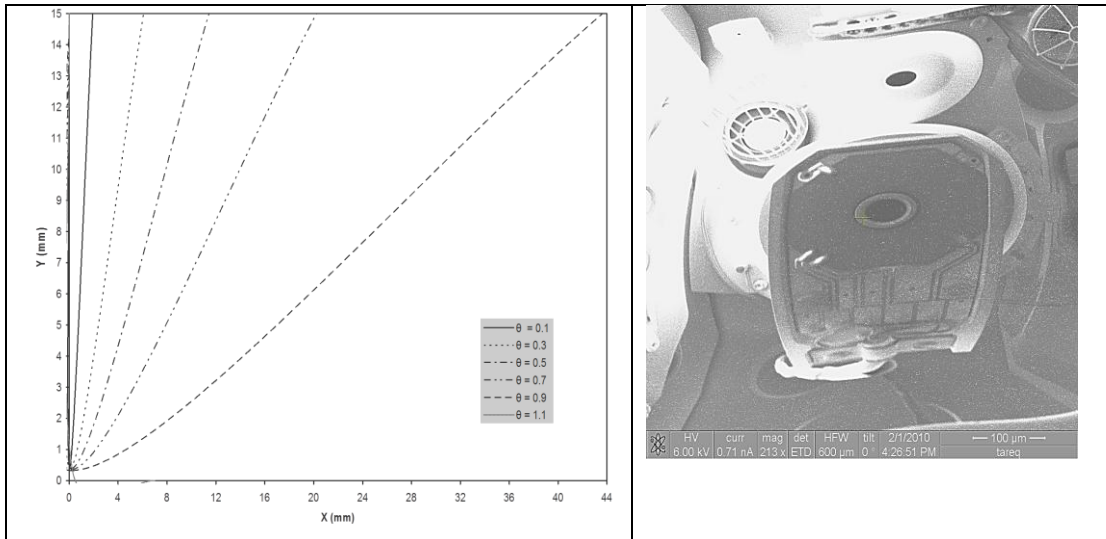 15
14
13
12
11
10
9
8
7
6
5
4
3
2
1
0
Y (mm)
0 4 8 12 16 20 24 28 32 36 40 44
X (mm)
θ = 0.1
θ = 0.3
θ = 0.5
θ = 0.7
θ = 0.9
θ = 1.1
HV curr mag det HFW tilt 2/1/2010 100 µm
6.00 kV 0.71 nA 213 x ETD 600 µm 0 ° 4:26:51 PM tareq